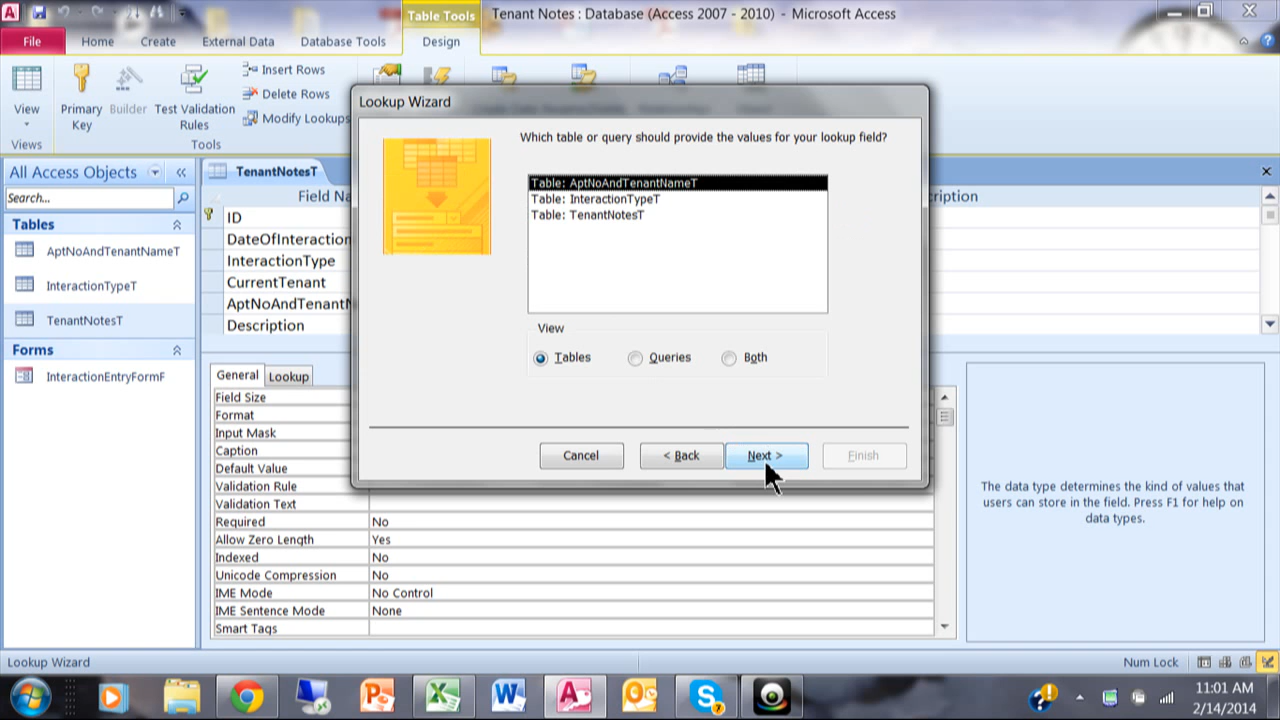 Table Tools
Tenant Notes : Database (Access 2007 - 2010) - Microsoft Access
File
Home
Create
External Data
Database Tools
Design
View
Primary Key
Builder
Test Validation Rules
Insert Rows
Delete Rows
Modify Lookups
Views
Tools
All Access Objects
Search...
Tables
AptNoAndTenantNameT
InteractionTypeT
TenantNotesT
Forms
InteractionEntryFormF
TenantNotesT
Field Na
cription
ID
DateOfInteraction
InteractionType
CurrentTenant
AptNoAndTenantN
Description
Lookup Wizard
Which table or query should provide the values for your lookup field?
Table: AptNoAndTenantNameT
Table: InteractionTypeT
Table: TenantNotesT
View
Tables
Queries
Both
Cancel
< Back
Next >
Finish
General
Lookup
Field Size
Format
Input Mask
Caption
Default Value
Validation Rule
Validation Text
Required No
Allow Zero Length Yes
Indexed No
Unicode Compression No
IME Mode No Control
IME Sentence Mode None
Smart Tags
The data type determines the kind of values that
users can store in the field. Press F1 for help on
data types.
Lookup Wizard
Num Lock
11:01 AM
2/14/2014